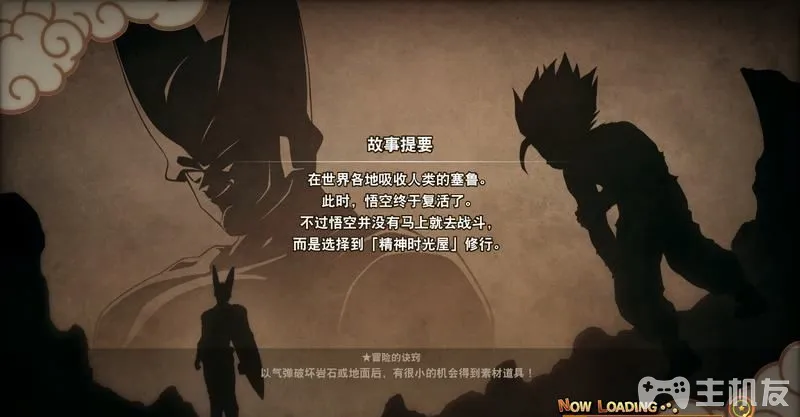 故事提要
在世界各地吸收人类的塞鲁。
此时，悟空终于复活了。
不过悟空并没有马上就去战斗，
而是选择到「精神时光屋」修行。
★冒险的诀窍
以气弹破坏岩石或地面后，有很小的机会得到素材道具！
NOW LOADING
主机友